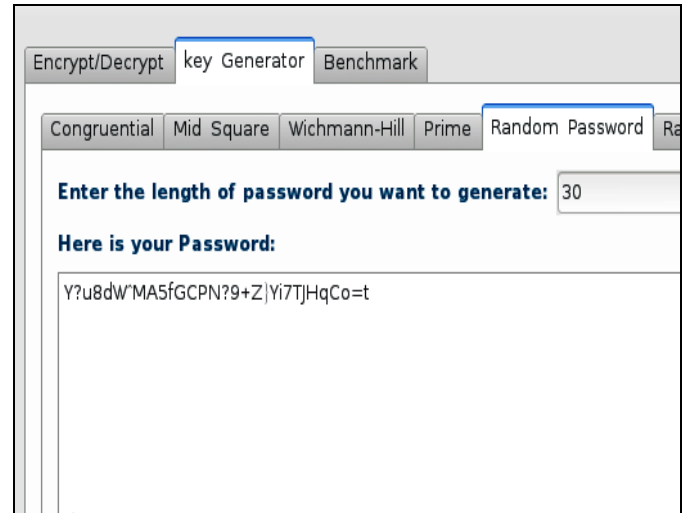 Encrypt/Decrypt key Generator Benchmark
Congruential Mid Square Wichmann-Hill Prime Random Password Ra
Enter the length of password you want to generate: 30
Here is your Password:
Y?u8dW^MA5fGCPN?9+Z)Yi7TJHqCo=t